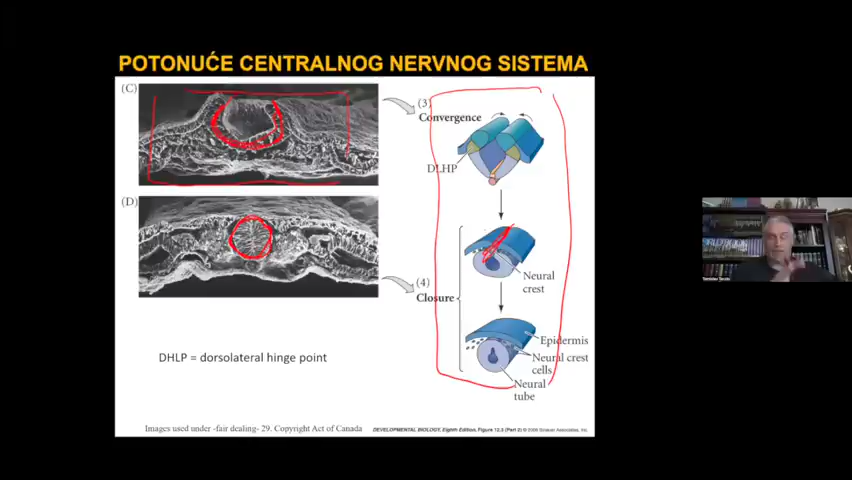 POTONUĆE CENTRALNOG NERVNOG SISTEMA
(C)
(3)
Convergence
DLHP
(D)
Neural
crest
(4)
Closure
Epidermis
Neural crest
cells
Neural
tube
DHLP = dorsolateral hinge point
Images used under -fair dealing- 29. Copyright Act of Canada
DEVELOPMENTAL BIOLOGY, Eighth Edition, Figure 12.3 (Part 2) © 2006 Sinauer Associates, Inc.